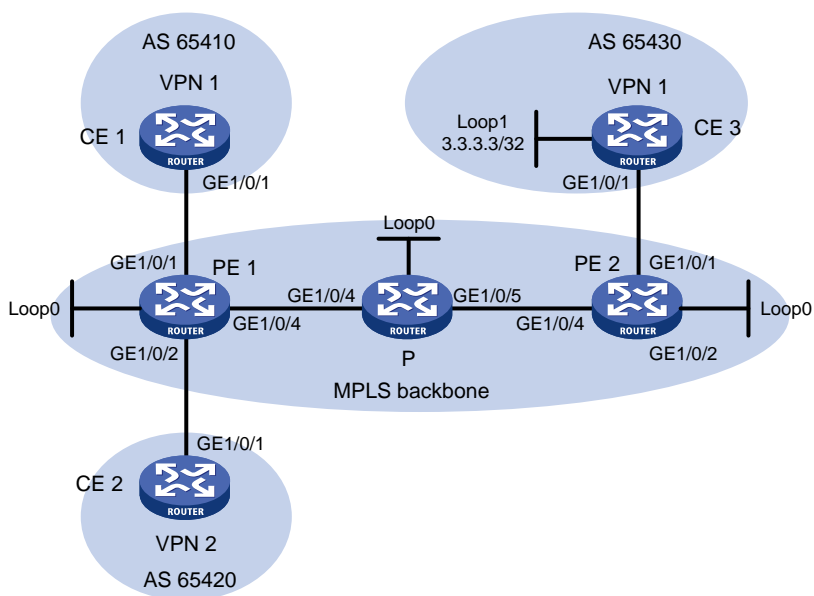 AS 65410
VPN 1
CE 1
ROUTER
GE1/0/1
AS 65430
VPN 1
Loop1
3.3.3.3/32
CE 3
ROUTER
GE1/0/1
Loop0
GE1/0/1
PE 1
Loop0
ROUTER
GE1/0/4
GE1/0/2
GE1/0/4
GE1/0/5
ROUTER
P
PE 2
GE1/0/1
GE1/0/4
ROUTER
Loop0
GE1/0/2
MPLS backbone
GE1/0/1
CE 2
ROUTER
VPN 2
AS 65420